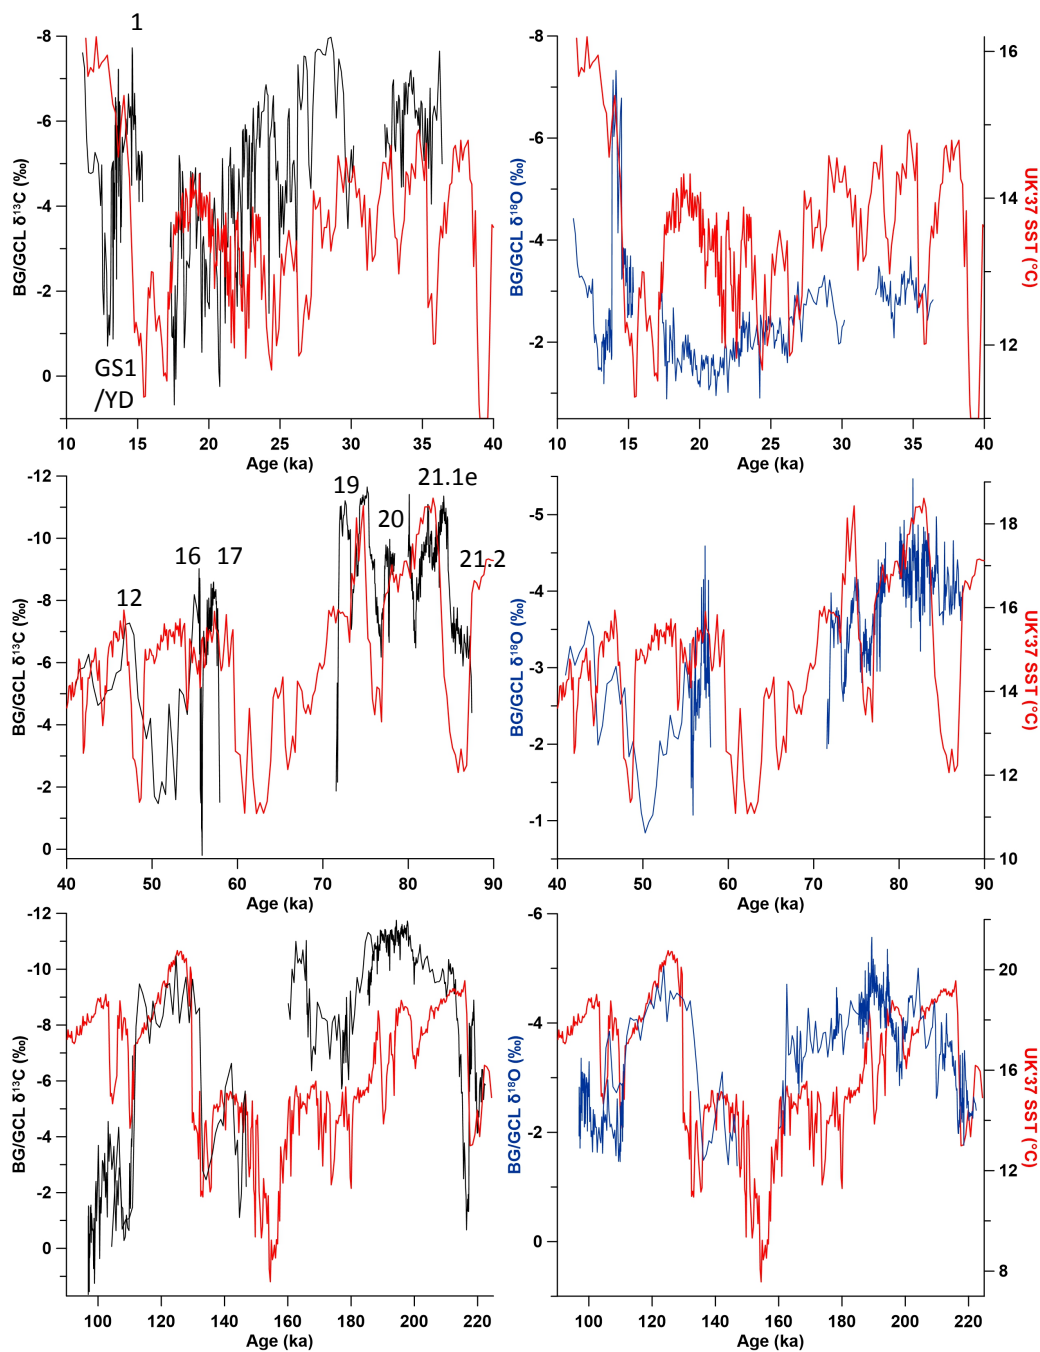 1
-8
-6
-4
-2
0
BG/GCL δ¹³C (‰)
GS1
/YD
10 15 20 25 30 35 40
Age (ka)
-8
-6
-4
-2
BG/GCL δ¹⁸O (‰)
16
14
12
UK'37 SST (°C)
10 15 20 25 30 35 40
Age (ka)
-12
-10
-8
-6
-4
-2
0
BG/GCL δ¹³C (‰)
12 16 17 19 20 21.1e 21.2
40 50 60 70 80 90
Age (ka)
-5
-4
-3
-2
-1
BG/GCL δ¹⁸O (‰)
18
16
14
12
10
UK'37 SST (°C)
40 50 60 70 80 90
Age (ka)
-12
-10
-8
-6
-4
-2
0
BG/GCL δ¹³C (‰)
100 120 140 160 180 200 220
Age (ka)
-6
-4
-2
0
BG/GCL δ¹⁸O (‰)
20
16
12
8
UK'37 SST (°C)
100 120 140 160 180 200 220
Age (ka)